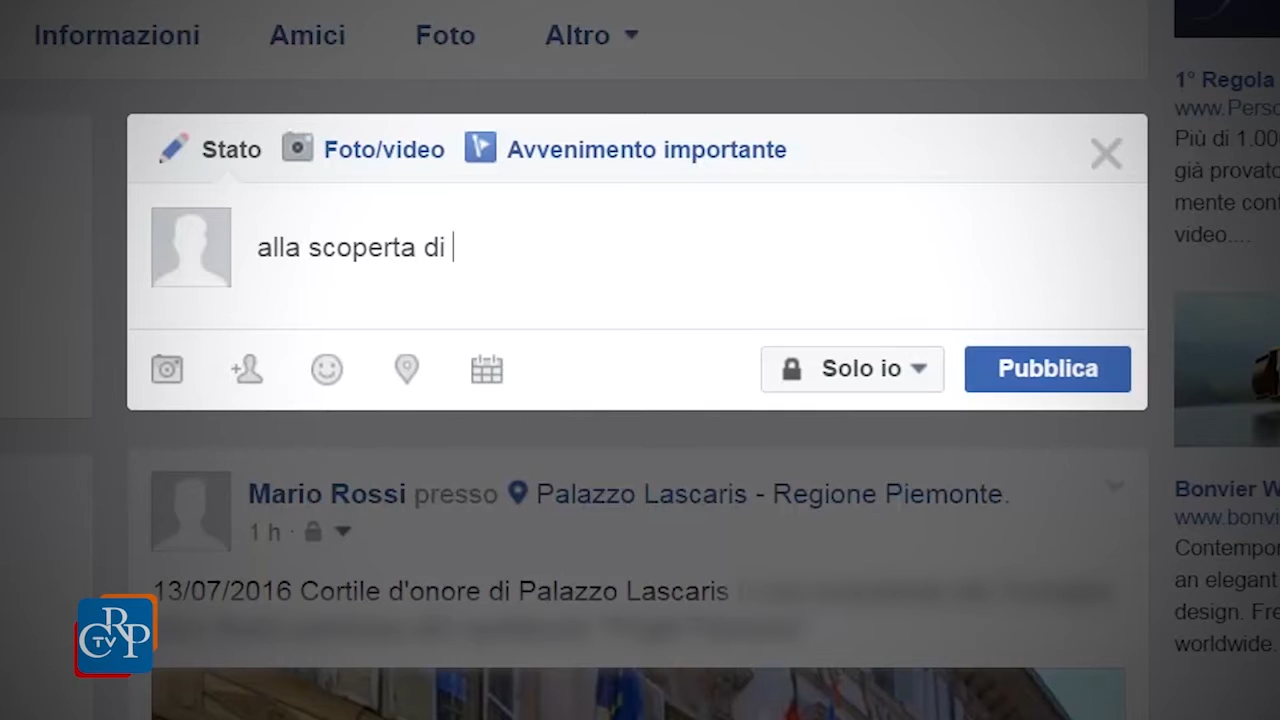 Informazioni Amici Foto Altro
Stato Foto/video Avvenimento importante
alla scoperta di
Solo io Pubblica
Mario Rossi presso Palazzo Lascaris - Regione Piemonte.
1 h ·
13/07/2016 Cortile d'onore di Palazzo Lascaris
1° Regola
www.Perso
Più di 1.00
già provato
mente cont
video....
Bonvier W
www.bonvi
Contempor
an elegant
design. Fre
worldwide.
CRP
TV